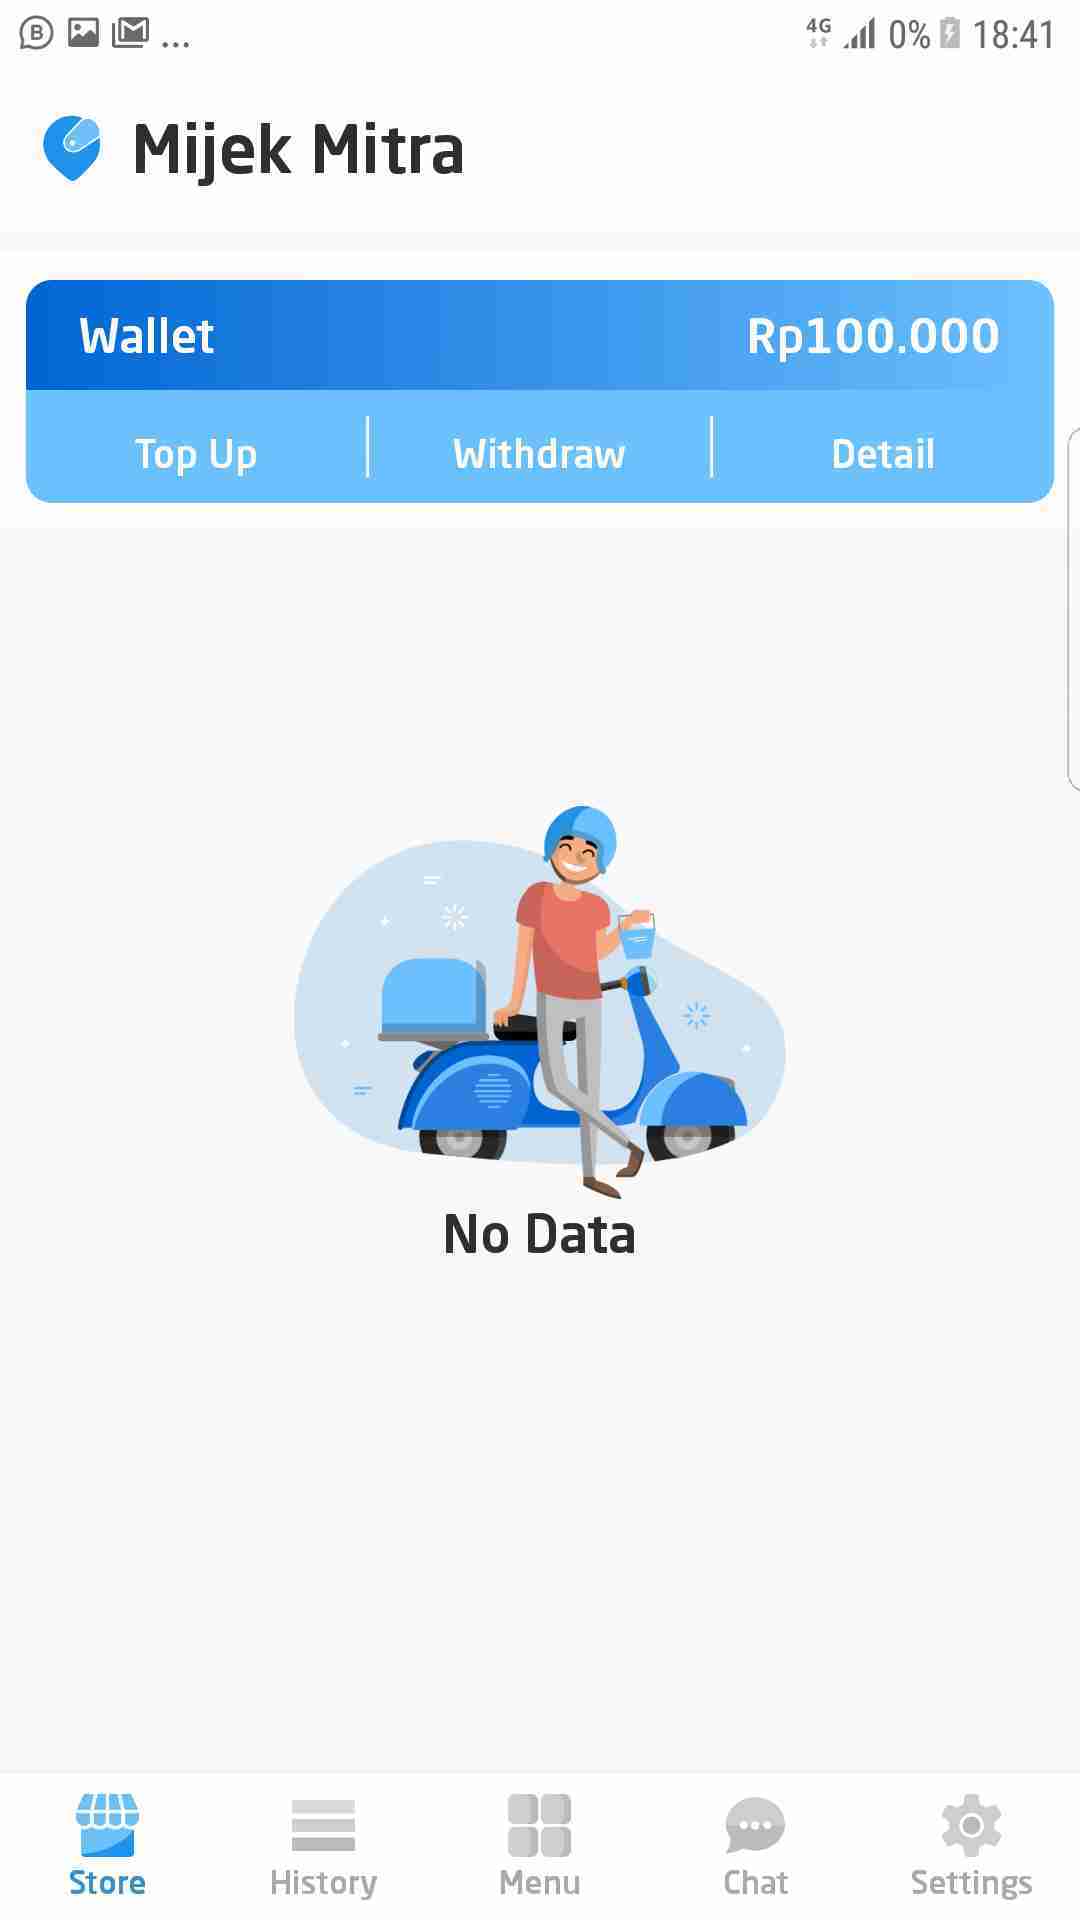 4G 0% 18:41
Mijek Mitra
Wallet Rp100.000
Top Up Withdraw Detail
No Data
Store History Menu Chat Settings